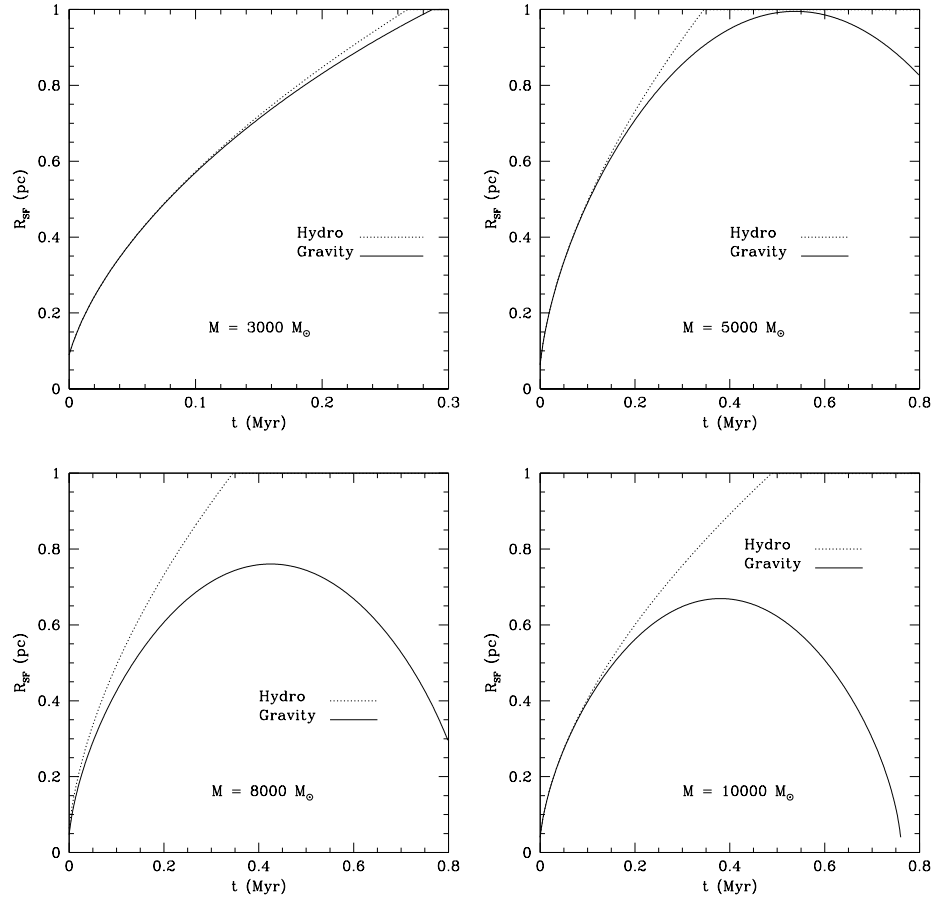 1
0.8
0.6
0.4
0.2
0
R_SF (pc)
Hydro
Gravity
M = 3000 M⊙
0 0.1 0.2 0.3
t (Myr)
1
0.8
0.6
0.4
0.2
0
R_SF (pc)
Hydro
Gravity
M = 5000 M⊙
0 0.2 0.4 0.6 0.8
t (Myr)
1
0.8
0.6
0.4
0.2
0
R_SF (pc)
Hydro
Gravity
M = 8000 M⊙
0 0.2 0.4 0.6 0.8
t (Myr)
1
0.8
0.6
0.4
0.2
0
R_SF (pc)
Hydro
Gravity
M = 10000 M⊙
0 0.2 0.4 0.6 0.8
t (Myr)